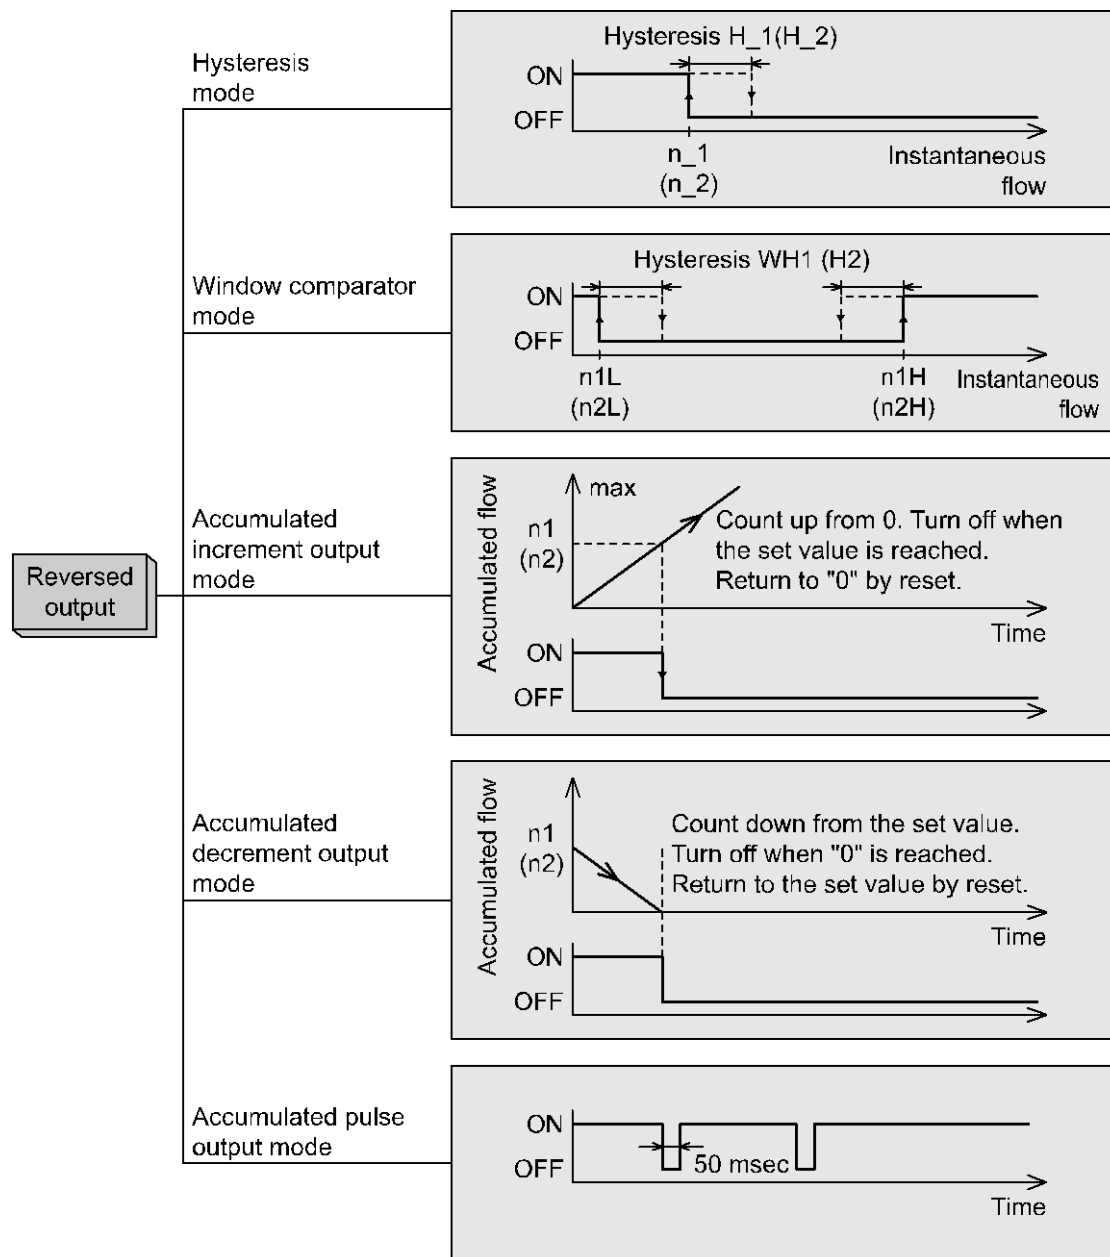 Reversed
output
Hysteresis
mode
Hysteresis H_1(H_2)
ON
OFF
n_1
(n_2)
Instantaneous
flow
Window comparator
mode
Hysteresis WH1 (H2)
ON
OFF
n1L
(n2L)
n1H
(n2H)
Instantaneous
flow
Accumulated
increment output
mode
Accumulated flow
max
n1
(n2)
Count up from 0. Turn off when
the set value is reached.
Return to "0" by reset.
Time
ON
OFF
Accumulated
decrement output
mode
Accumulated flow
n1
(n2)
Count down from the set value.
Turn off when "0" is reached.
Return to the set value by reset.
Time
ON
OFF
Accumulated pulse
output mode
ON
OFF
50 msec
Time